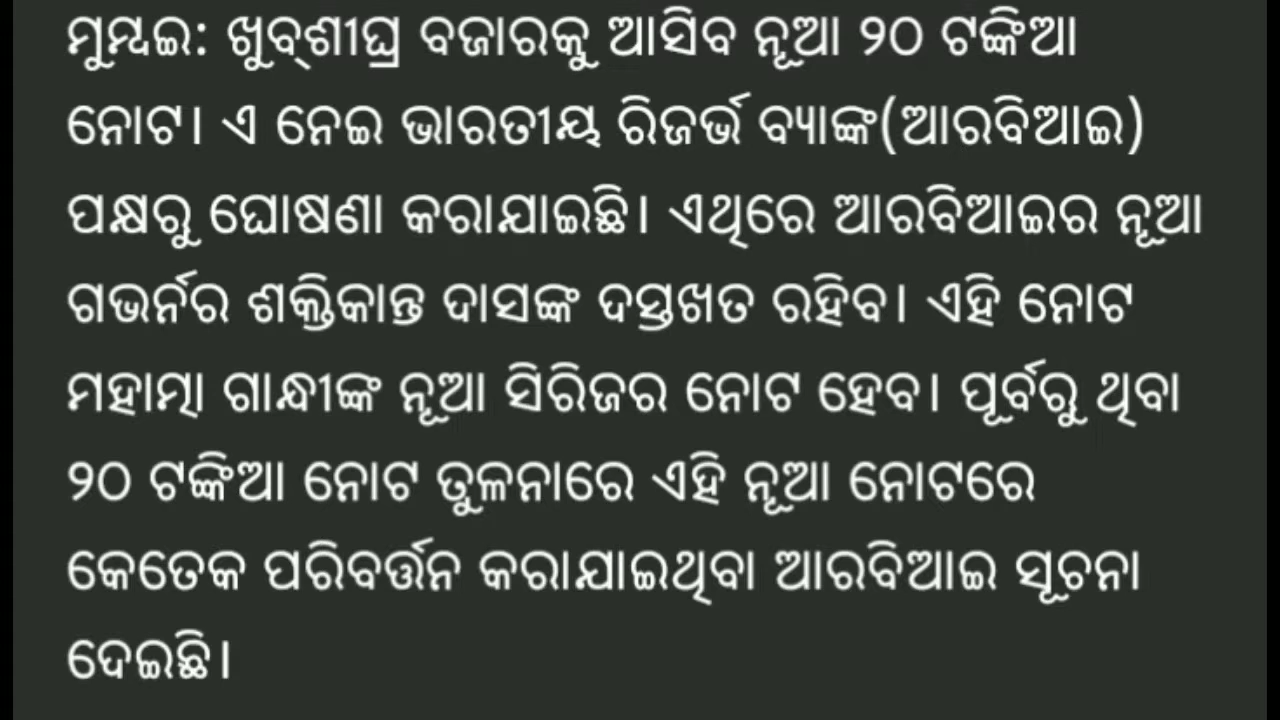 ମୁମ୍ବଇ: ଖୁବ୍‌ଶୀଘ୍ର ବଜାରକୁ ଆସିବ ନୂଆ ୨୦ ଟଙ୍କିଆ
ନୋଟ। ଏ ନେଇ ଭାରତୀୟ ରିଜର୍ଭ ବ୍ୟାଙ୍କ(ଆରବିଆଇ)
ପକ୍ଷରୁ ଘୋଷଣା କରାଯାଇଛି। ଏଥିରେ ଆରବିଆଇର ନୂଆ
ଗଭର୍ନର ଶକ୍ତିକାନ୍ତ ଦାସଙ୍କ ଦସ୍ତଖତ ରହିବ। ଏହି ନୋଟ
ମହାତ୍ମା ଗାନ୍ଧୀଙ୍କ ନୂଆ ସିରିଜର ନୋଟ ହେବ। ପୂର୍ବରୁ ଥିବା
୨୦ ଟଙ୍କିଆ ନୋଟ ତୁଳନାରେ ଏହି ନୂଆ ନୋଟରେ
କେତେକ ପରିବର୍ତ୍ତନ କରାଯାଇଥିବା ଆରବିଆଇ ସୂଚନା
ଦେଇଛି।